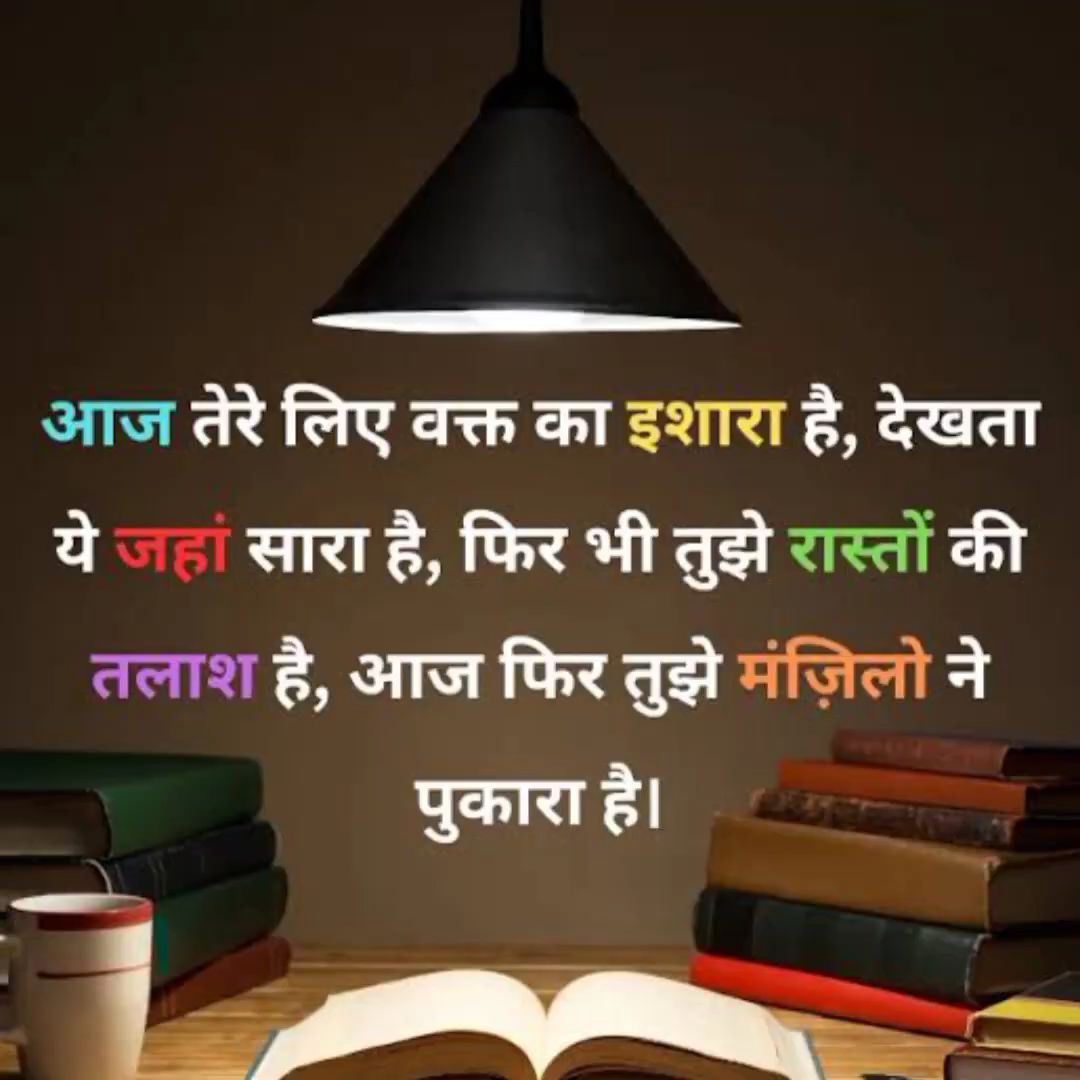 आज तेरे लिए वक्त का इशारा है, देखता
ये जहां सारा है, फिर भी तुझे रास्तों की
तलाश है, आज फिर तुझे मंज़िलो ने
पुकारा है।